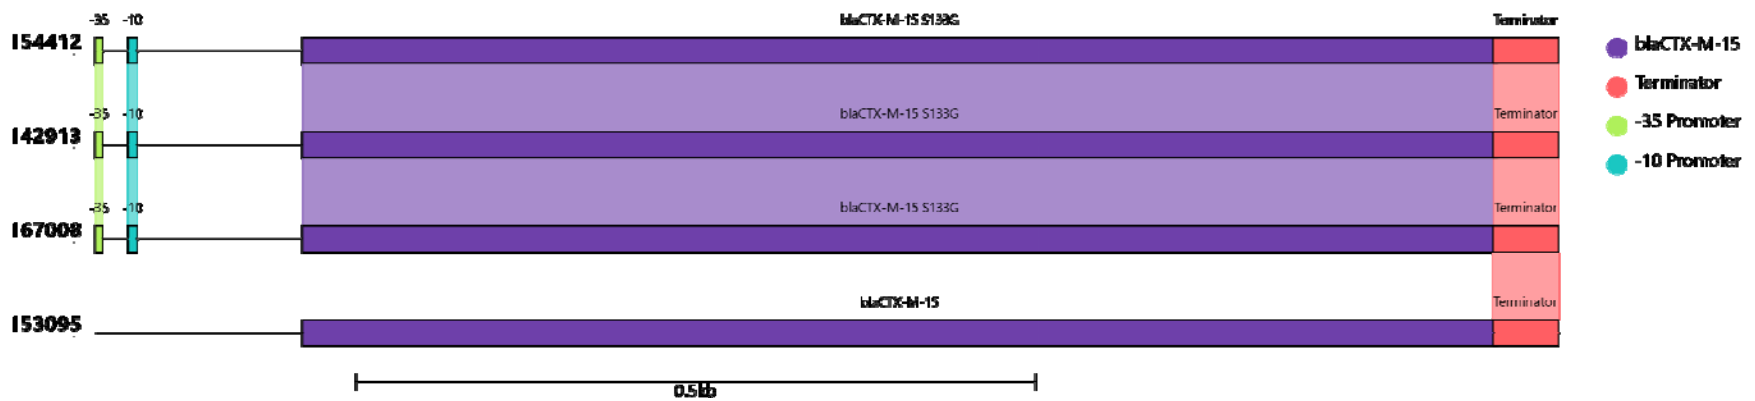 -35 -10 blaCTX-M-15 S133G Terminator
154412
blaCTX-M-15
Terminator
-35 -10 blaCTX-M-15 S133G Terminator
-35 Promoter
142913
-10 Promoter
-35 -10 blaCTX-M-15 S133G Terminator
167008
blaCTX-M-15 Terminator
153095
0.5kb